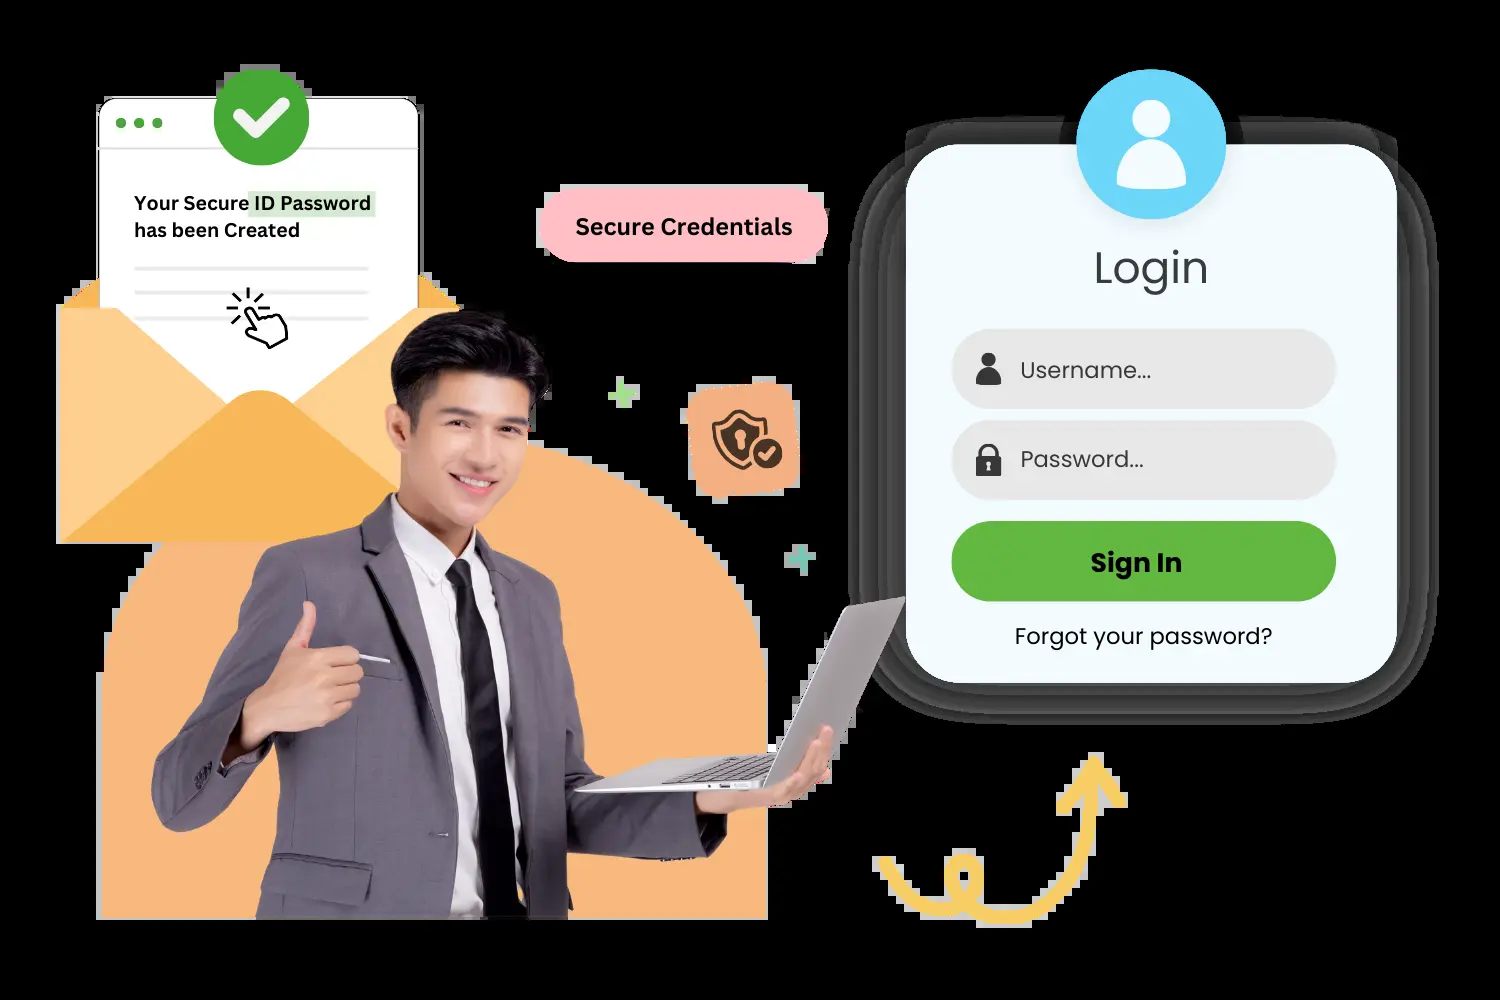 Your Secure ID Password
has been Created
Secure Credentials
Login
Username...
Password...
Sign In
Forgot your password?